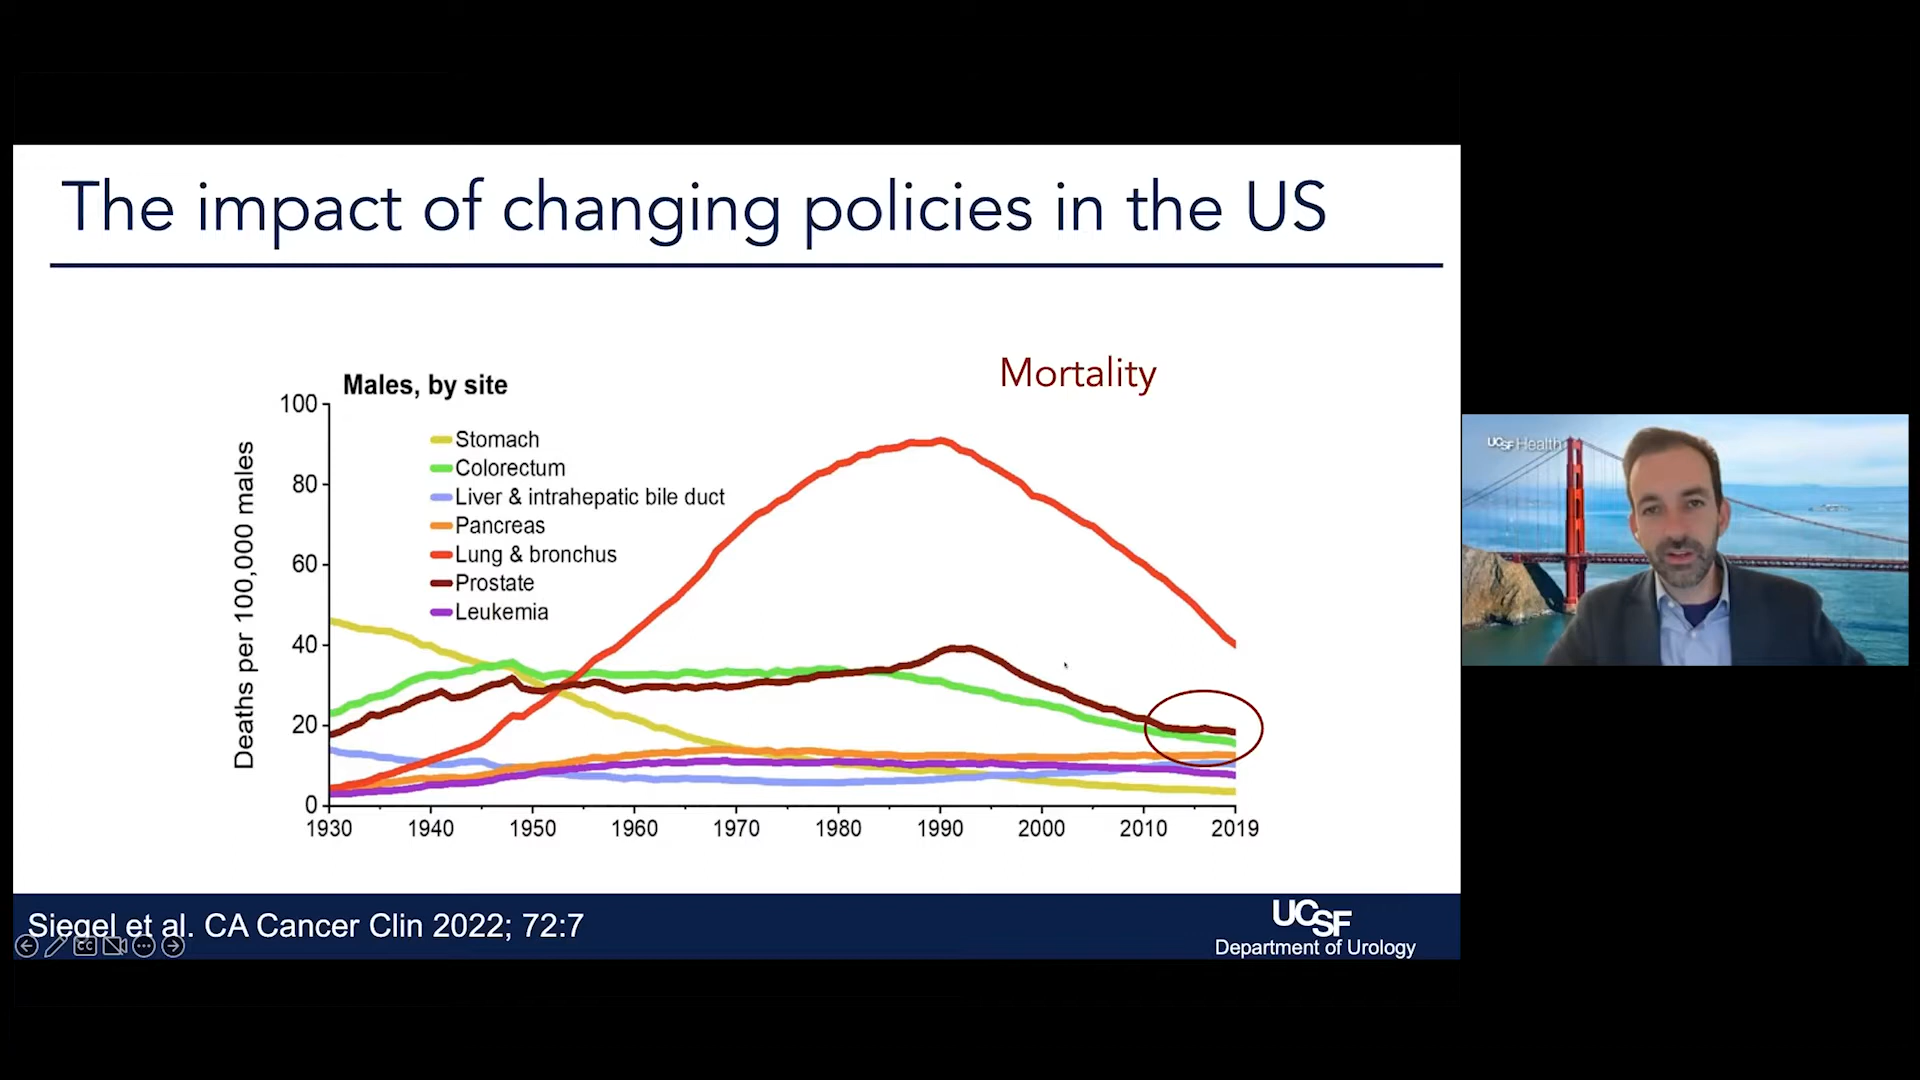 The impact of changing policies in the US
Mortality
Males, by site
Deaths per 100,000 males
100
80
60
40
20
0
Stomach
Colorectum
Liver & intrahepatic bile duct
Pancreas
Lung & bronchus
Prostate
Leukemia
1930 1940 1950 1960 1970 1980 1990 2000 2010 2019
Siegel et al. CA Cancer Clin 2022; 72:7
CC
UCSF
Department of Urology
UCSF Health